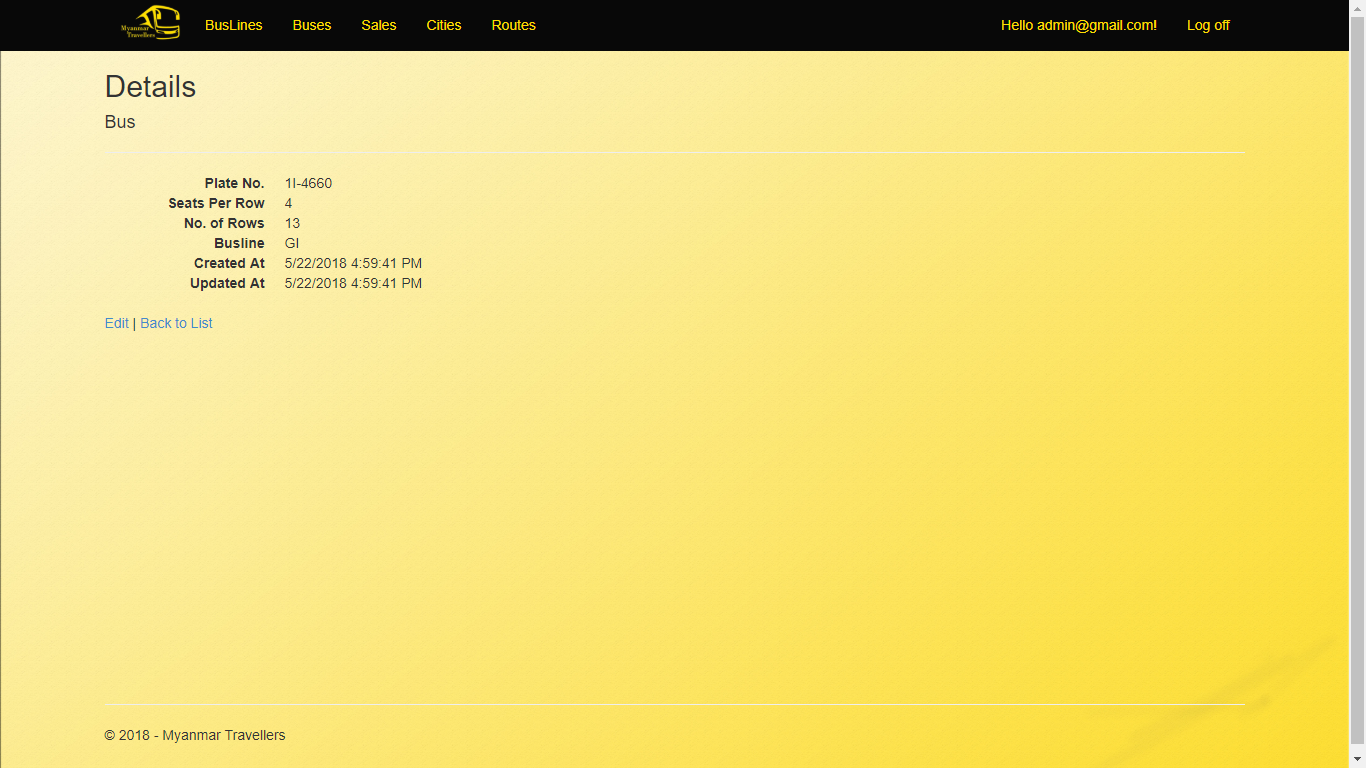 Myanmar
Travellers
BusLines Buses Sales Cities Routes Hello admin@gmail.com! Log off
Details
Bus
Plate No. 1I-4660
Seats Per Row 4
No. of Rows 13
Busline GI
Created At 5/22/2018 4:59:41 PM
Updated At 5/22/2018 4:59:41 PM
Edit | Back to List
© 2018 - Myanmar Travellers